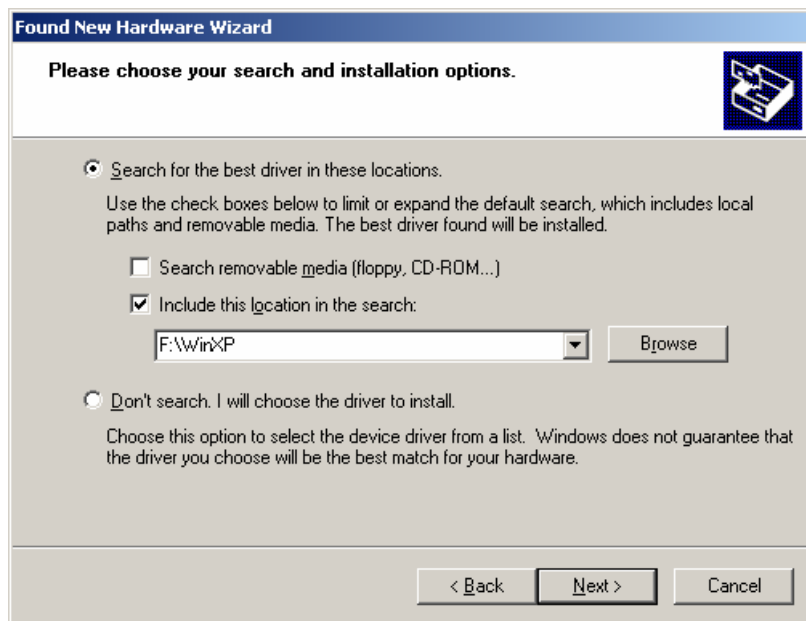 Found New Hardware Wizard
Please choose your search and installation options.
Search for the best driver in these locations.
Use the check boxes below to limit or expand the default search, which includes local
paths and removable media. The best driver found will be installed.
Search removable media (floppy, CD-ROM...)
Include this location in the search:
F:\WinXP
Browse
Don't search. I will choose the driver to install.
Choose this option to select the device driver from a list.  Windows does not guarantee that
the driver you choose will be the best match for your hardware.
< Back
Next >
Cancel